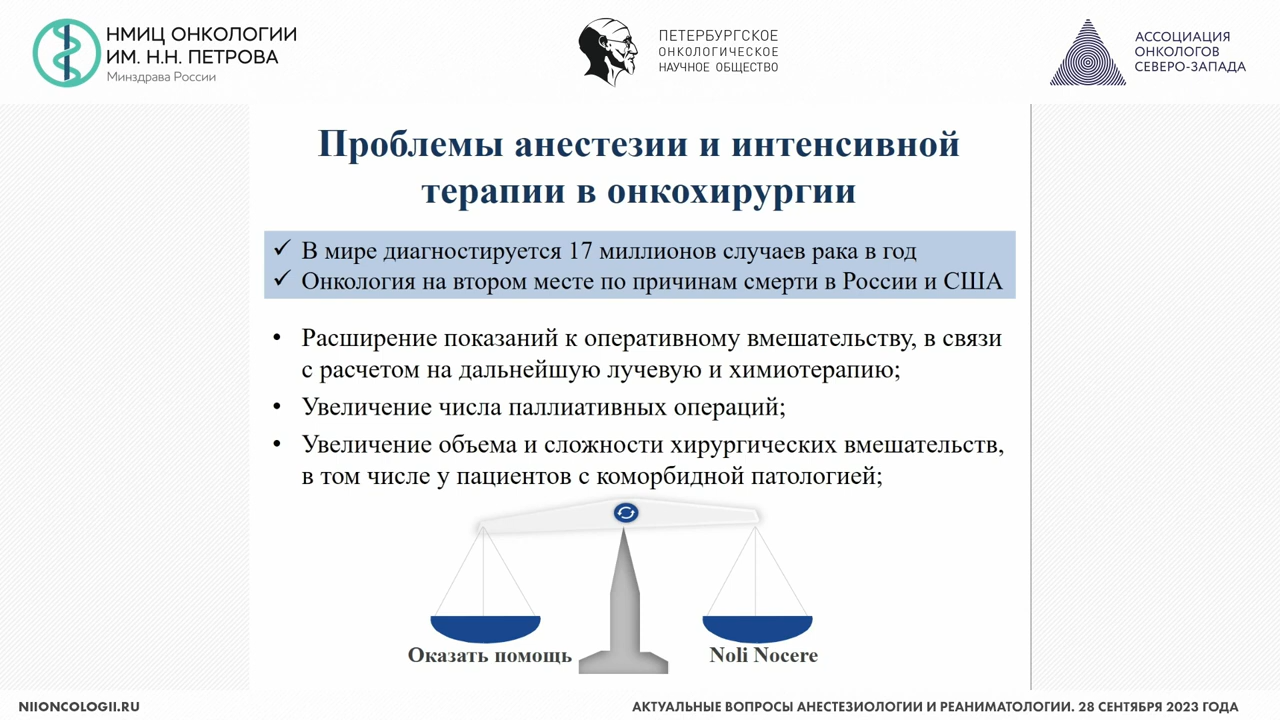 НМИЦ ОНКОЛОГИИ
ИМ. Н.Н. ПЕТРОВА
Минздрава России
ПЕТЕРБУРГСКОЕ
ОНКОЛОГИЧЕСКОЕ
НАУЧНОЕ ОБЩЕСТВО
АССОЦИАЦИЯ
ОНКОЛОГОВ
СЕВЕРО-ЗАПАДА
Проблемы анестезии и интенсивной
терапии в онкохирургии
✓ В мире диагностируется 17 миллионов случаев рака в год
✓ Онкология на втором месте по причинам смерти в России и США
• Расширение показаний к оперативному вмешательству, в связи
с расчетом на дальнейшую лучевую и химиотерапию;
• Увеличение числа паллиативных операций;
• Увеличение объема и сложности хирургических вмешательств,
в том числе у пациентов с коморбидной патологией;
Оказать помощь
Noli Nocere
NIIONCOLOGII.RU
АКТУАЛЬНЫЕ ВОПРОСЫ АНЕСТЕЗИОЛОГИИ И РЕАНИМАТОЛОГИИ. 28 СЕНТЯБРЯ 2023 ГОДА